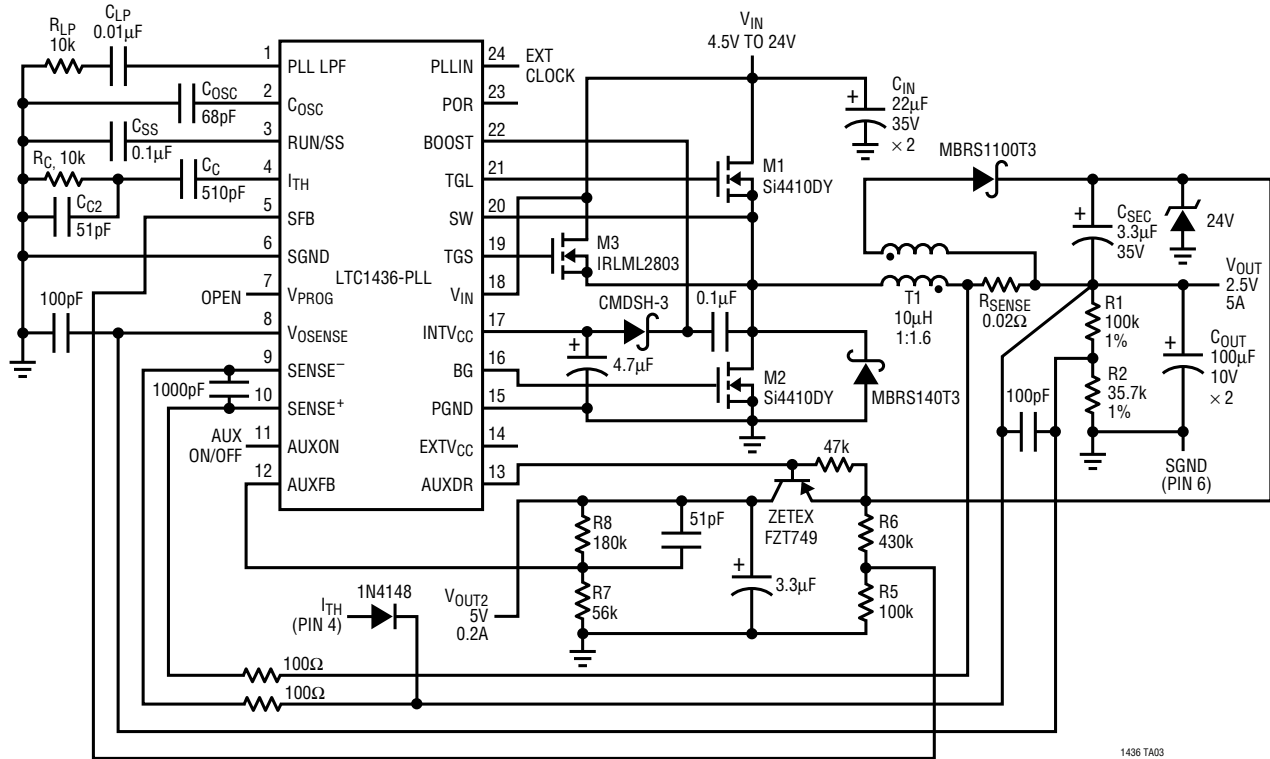 R_LP
10k
C_LP
0.01µF
C_OSC
68pF
C_SS
0.1µF
R_C, 10k
C_C
510pF
C_C2
51pF
100pF
OPEN
1000pF
AUX
ON/OFF
1
PLL LPF
2
C_OSC
3
RUN/SS
4
I_TH
5
SFB
6
SGND
7
V_PROG
8
V_OSENSE
9
SENSE⁻
10
SENSE⁺
11
AUXON
12
AUXFB
LTC1436-PLL
24
PLLIN
23
POR
22
BOOST
21
TGL
20
SW
19
TGS
18
V_IN
17
INTV_CC
16
BG
15
PGND
14
EXTV_CC
13
AUXDR
EXT
CLOCK
V_IN
4.5V TO 24V
+
C_IN
22µF
35V
× 2
M1
Si4410DY
M3
IRLML2803
CMDSH-3
0.1µF
+
4.7µF
M2
Si4410DY
MBRS140T3
MBRS1100T3
+
C_SEC
3.3µF
35V
24V
T1
10µH
1:1.6
R_SENSE
0.02Ω
V_OUT
2.5V
5A
R1
100k
1%
R2
35.7k
1%
+
C_OUT
100µF
10V
× 2
100pF
SGND
(PIN 6)
47k
ZETEX
FZT749
R8
180k
51pF
R7
56k
+
3.3µF
R6
430k
R5
100k
V_OUT2
5V
0.2A
I_TH
(PIN 4)
1N4148
100Ω
100Ω
1436 TA03